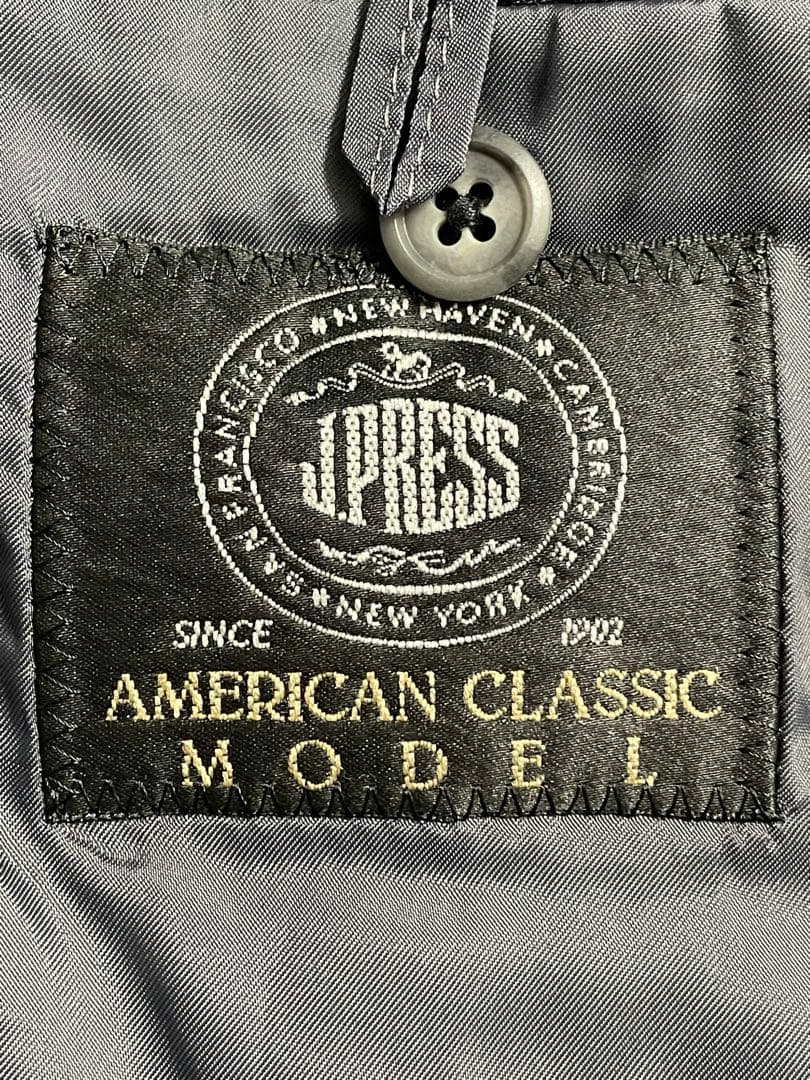 SAN FRANCISCO * NEW HAVEN * CAMBRIDGE * NEW YORK *
J.PRESS
SINCE 1902
AMERICAN CLASSIC
MODEL